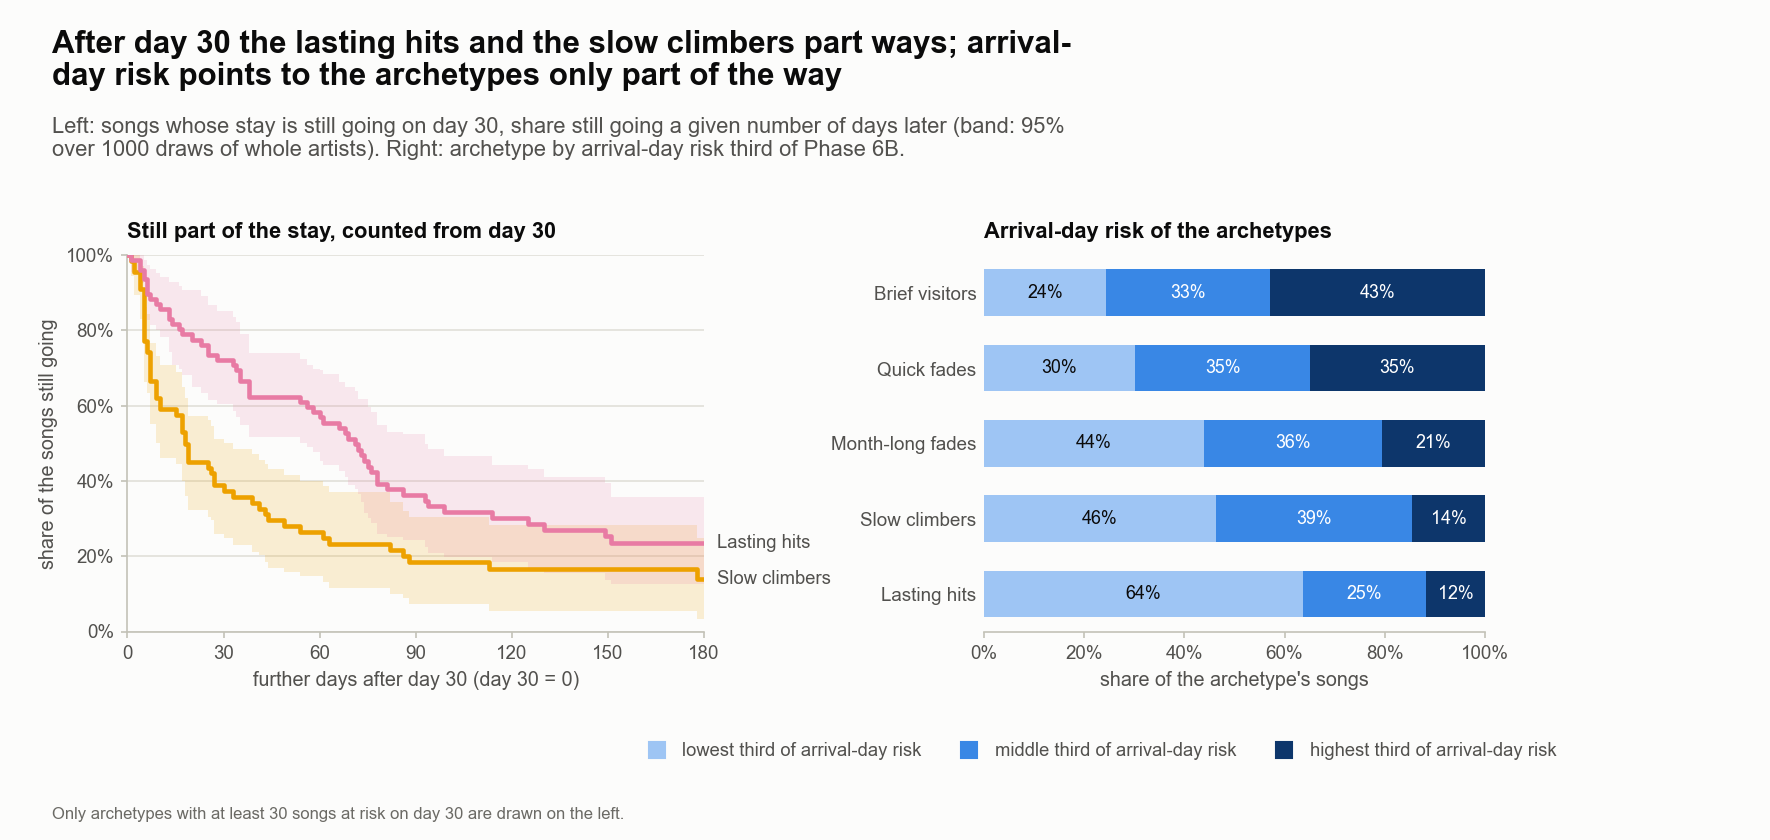 After day 30 the lasting hits and the slow climbers part ways; arrival-
day risk points to the archetypes only part of the way
Left: songs whose stay is still going on day 30, share still going a given number of days later (band: 95%
over 1000 draws of whole artists). Right: archetype by arrival-day risk third of Phase 6B.
Still part of the stay, counted from day 30
100%
80%
60%
40%
20%
0%
share of the songs still going
0 30 60 90 120 150 180
further days after day 30 (day 30 = 0)
Lasting hits
Slow climbers
Arrival-day risk of the archetypes
Brief visitors 24% 33% 43%
Quick fades 30% 35% 35%
Month-long fades 44% 36% 21%
Slow climbers 46% 39% 14%
Lasting hits 64% 25% 12%
0% 20% 40% 60% 80% 100%
share of the archetype's songs
lowest third of arrival-day risk middle third of arrival-day risk highest third of arrival-day risk
Only archetypes with at least 30 songs at risk on day 30 are drawn on the left.